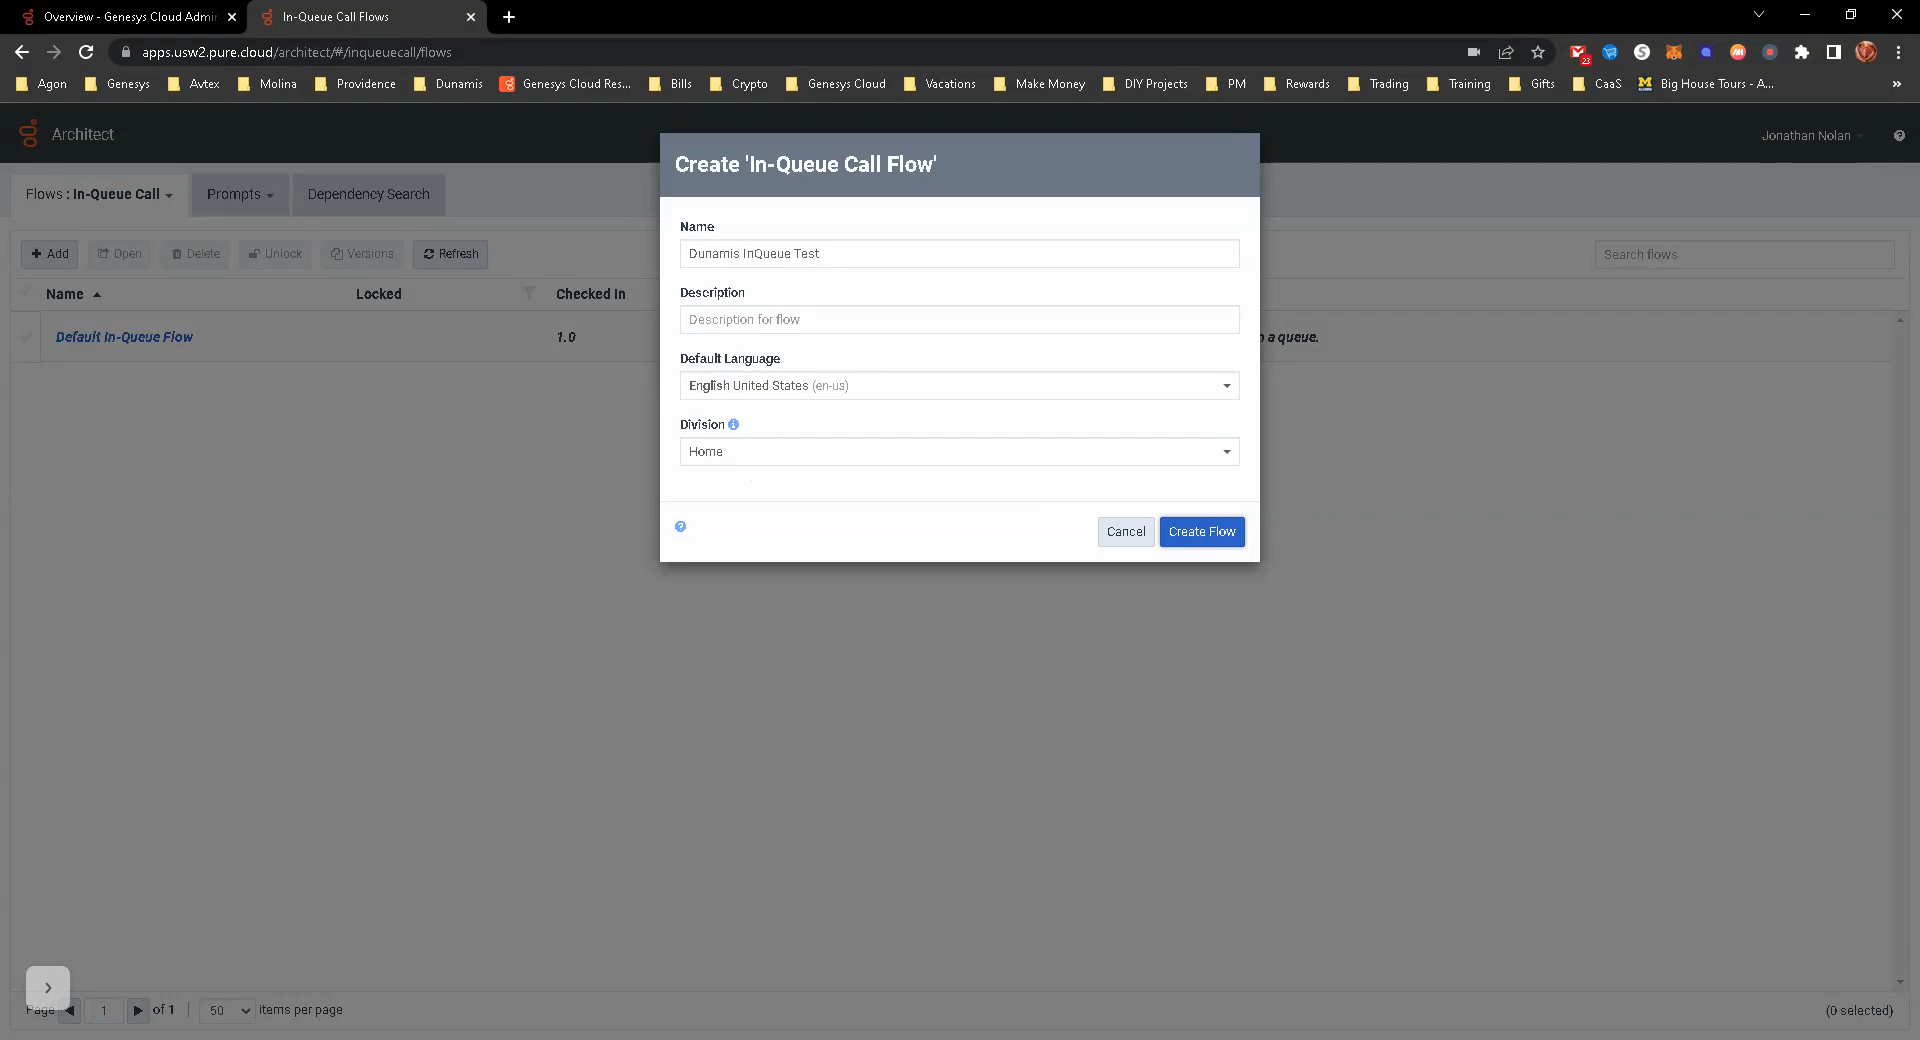 Overview - Genesys Cloud Admi
In-Queue Call Flows
apps.usw2.pure.cloud/architect/#/inqueuecall/flows
23
Agon
Genesys
Avtex
Molina
Providence
Dunamis
Genesys Cloud Res...
Bills
Crypto
Genesys Cloud
Vacations
Make Money
DIY Projects
PM
Rewards
Trading
Training
Gifts
CaaS
Big House Tours - A...
Architect
Jonathan Nolan
Flows : In-Queue Call
Prompts
Dependency Search
Add
Open
Delete
Unlock
Versions
Refresh
Search flows
Name
Locked
Checked In
Default In-Queue Flow
1.0
a queue.
Create 'In-Queue Call Flow'
Name
Dunamis InQueue Test
Description
Description for flow
Default Language
English United States (en-us)
Division
Home
Cancel
Create Flow
Page
1
of 1
50
items per page
(0 selected)